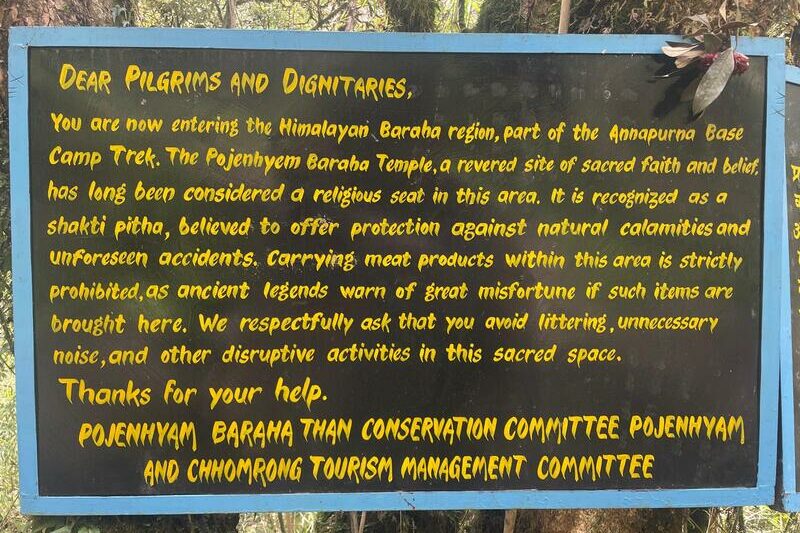 Dear Pilgrims and Dignitaries,
You are now entering the Himalayan Baraha region, part of the Annapurna Base
Camp Trek. The Pojenhyem Baraha Temple, a revered site of sacred faith and belief,
has long been considered a religious seat in this area. It is recognized as a
shakti pitha, believed to offer protection against natural calamities and
unforeseen accidents. Carrying meat products within this area is strictly
prohibited, as ancient legends warn of great misfortune if such items are
brought here. We respectfully ask that you avoid littering, unnecessary
noise, and other disruptive activities in this sacred space.
Thanks for your help.
POJENHYAM BARAHA THAN CONSERVATION COMMITTEE POJENHYAM
AND CHHOMRONG TOURISM MANAGEMENT COMMITTEE